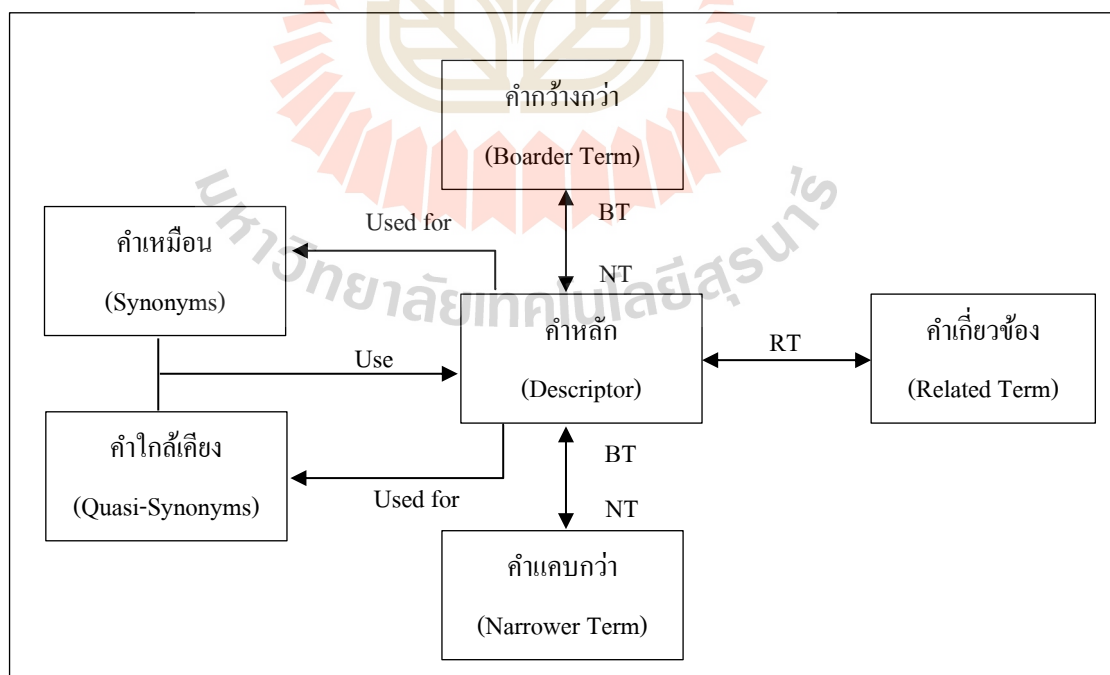 คำกว้างกว่า
(Boarder Term)
BT
NT
Used for
คำเหมือน
(Synonyms)
มหาวิทยาลัยเทคโนโลยีสุรนารี
คำหลัก
(Descriptor)
RT
คำเกี่ยวข้อง
(Related Term)
Use
คำใกล้เคียง
(Quasi-Synonyms)
Used for
BT
NT
คำแคบกว่า
(Narrower Term)